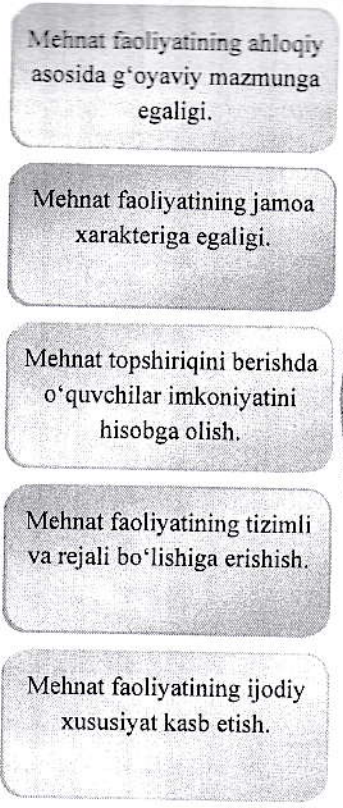 Mehnat faoliyatining ahloqiy
asosida g‘oyaviy mazmunga
egaligi.
Mehnat faoliyatining jamoa
xarakteriga egaligi.
Mehnat topshiriqini berishda
o‘quvchilar imkoniyatini
hisobga olish.
Mehnat faoliyatining tizimli
va rejali bo‘lishiga erishish.
Mehnat faoliyatining ijodiy
xususiyat kasb etish.